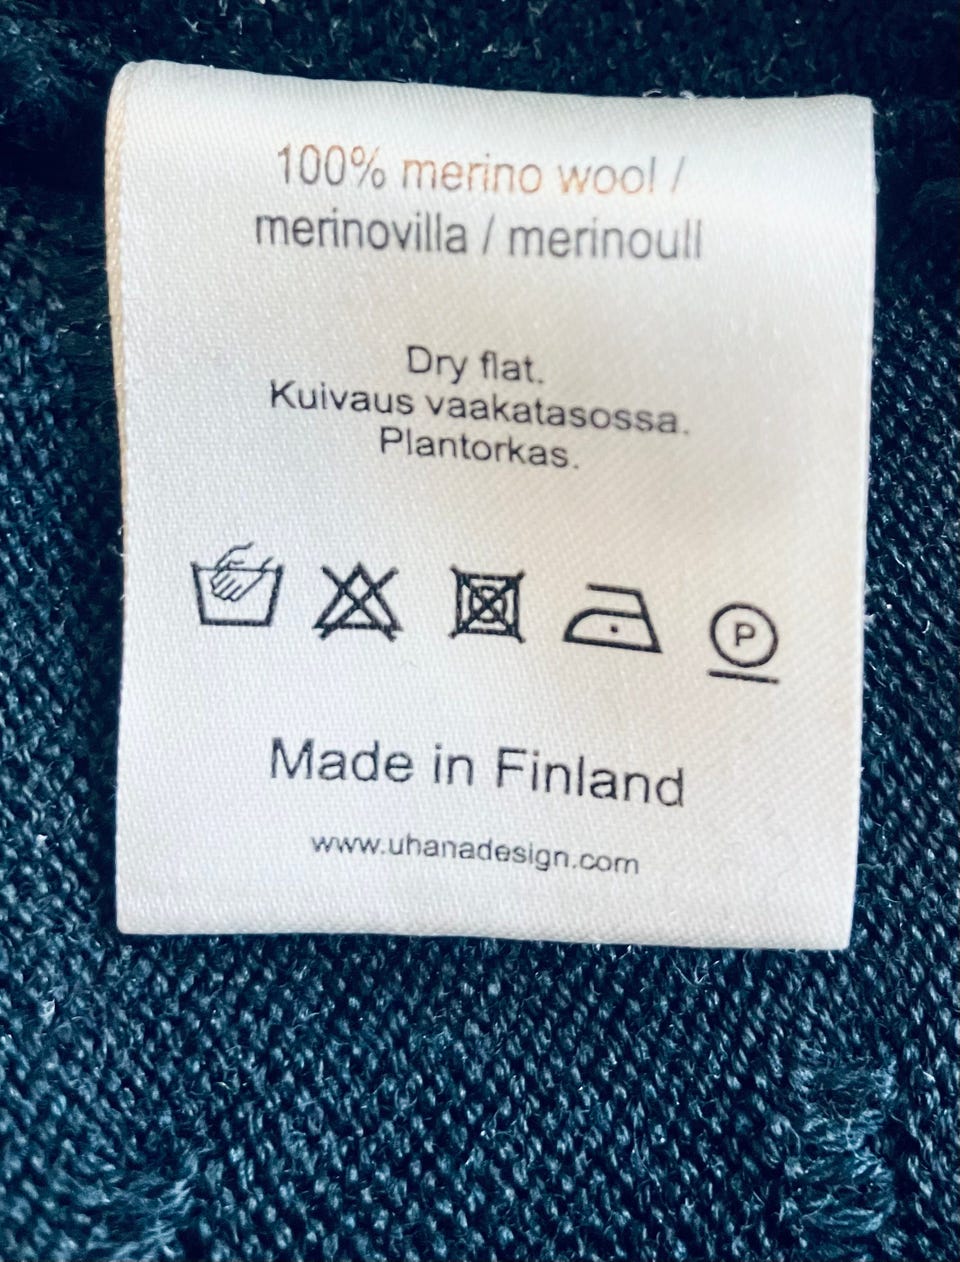 100% merino wool /
merinovilla / merinoull
Dry flat.
Kuivaus vaakatasossa.
Plantorkas.
P
Made in Finland
www.uhanadesign.com